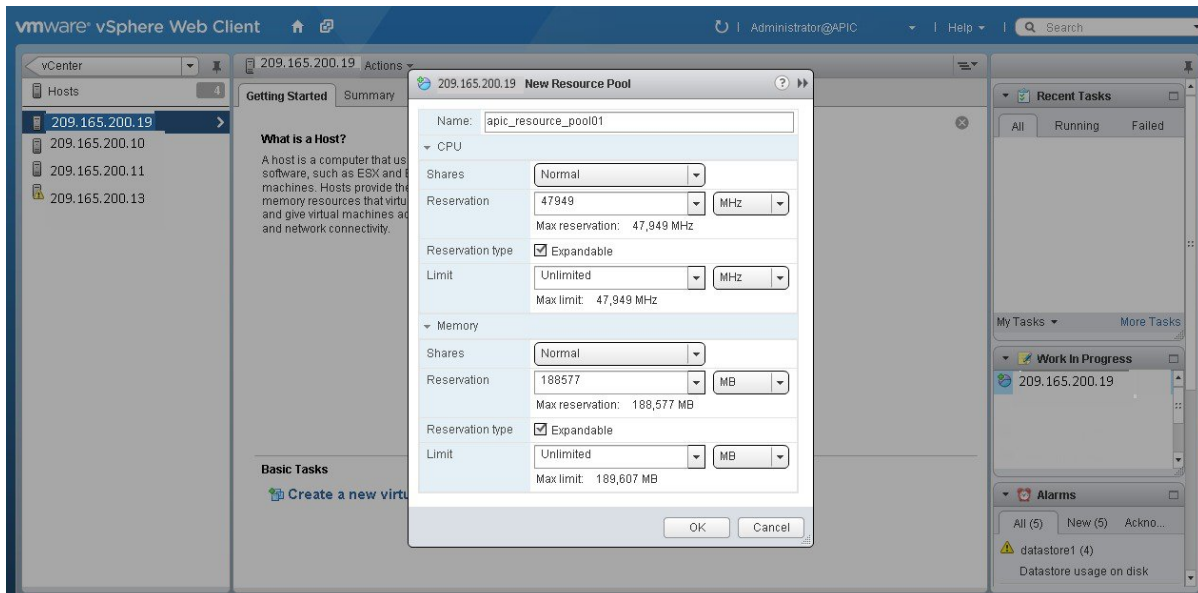 vmware® vSphere Web Client
Administrator@APIC
Help
Search
vCenter
Hosts 4
209.165.200.19
209.165.200.10
209.165.200.11
209.165.200.13
209.165.200.19 Actions
Getting Started Summary
What is a Host?
A host is a computer that us
software, such as ESX and E
machines. Hosts provide the
memory resources that virtu
and give virtual machines ac
and network connectivity.
Basic Tasks
Create a new virtu
209.165.200.19 New Resource Pool
Name: apic_resource_pool01
CPU
Shares Normal
Reservation 47949 MHz
Max reservation: 47,949 MHz
Reservation type Expandable
Limit Unlimited MHz
Max limit: 47,949 MHz
Memory
Shares Normal
Reservation 188577 MB
Max reservation: 188,577 MB
Reservation type Expandable
Limit Unlimited MB
Max limit: 189,607 MB
OK Cancel
Recent Tasks
All Running Failed
My Tasks More Tasks
Work In Progress
209.165.200.19
Alarms
All (5) New (5) Ackno...
datastore1 (4)
Datastore usage on disk